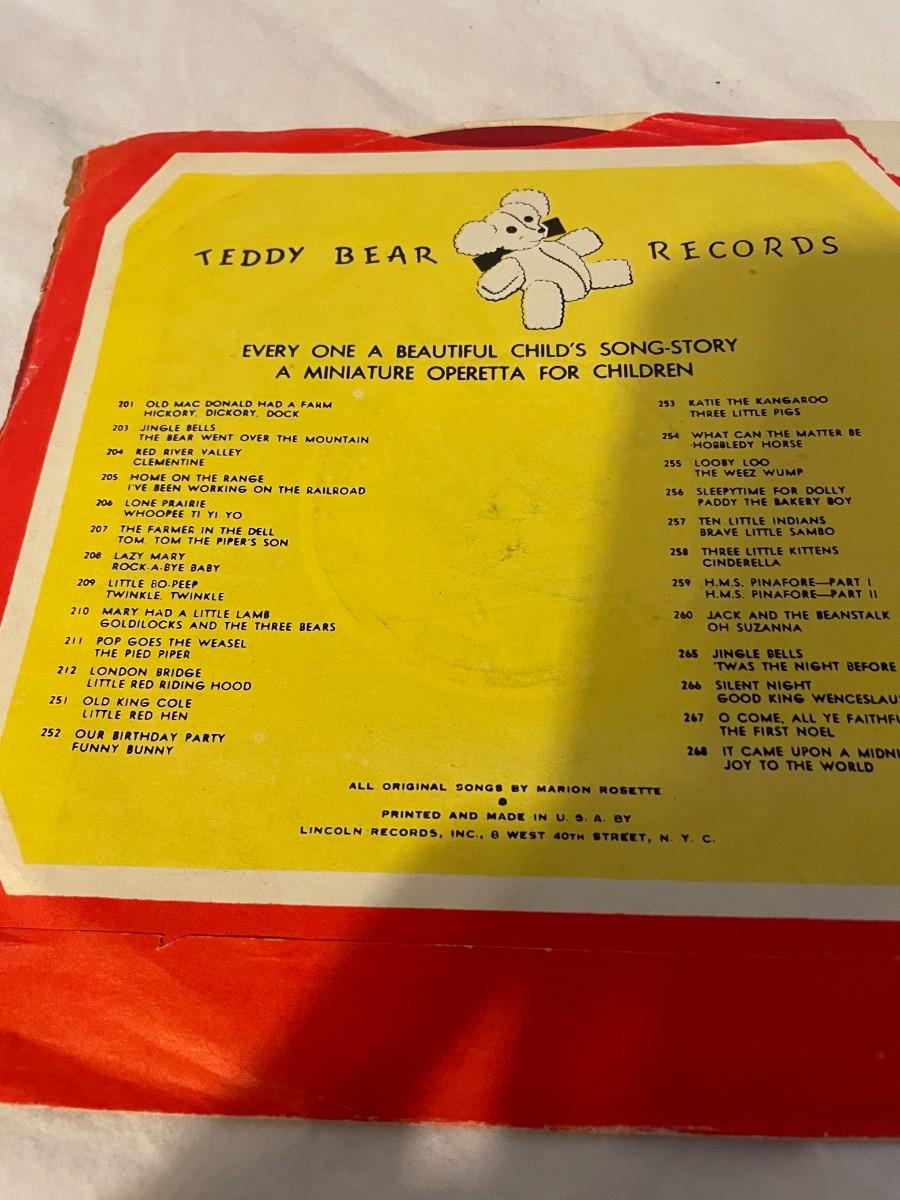 TEDDY BEAR RECORDS
EVERY ONE A BEAUTIFUL CHILD'S SONG-STORY
A MINIATURE OPERETTA FOR CHILDREN
201 OLD MAC DONALD HAD A FARM
HICKORY, DICKORY, DOCK
203 JINGLE BELLS
THE BEAR WENT OVER THE MOUNTAIN
204 RED RIVER VALLEY
CLEMENTINE
205 HOME ON THE RANGE
I'VE BEEN WORKING ON THE RAILROAD
206 LONE PRAIRIE
WHOOPEE TI YI YO
207 THE FARMER IN THE DELL
TOM, TOM THE PIPER'S SON
208 LAZY MARY
ROCK-A-BYE BABY
209 LITTLE BO-PEEP
TWINKLE, TWINKLE
210 MARY HAD A LITTLE LAMB
GOLDILOCKS AND THE THREE BEARS
211 POP GOES THE WEASEL
THE PIED PIPER
212 LONDON BRIDGE
LITTLE RED RIDING HOOD
251 OLD KING COLE
LITTLE RED HEN
252 OUR BIRTHDAY PARTY
FUNNY BUNNY
253 KATIE THE KANGAROO
THREE LITTLE PIGS
254 WHAT CAN THE MATTER BE
HOBBLEDY HORSE
255 LOOBY LOO
THE WEEZ WUMP
256 SLEEPYTIME FOR DOLLY
PADDY THE BAKERY BOY
257 TEN LITTLE INDIANS
BRAVE LITTLE SAMBO
258 THREE LITTLE KITTENS
CINDERELLA
259 H.M.S. PINAFORE—PART I
H.M.S. PINAFORE—PART II
260 JACK AND THE BEANSTALK
OH SUZANNA
265 JINGLE BELLS
'TWAS THE NIGHT BEFORE
266 SILENT NIGHT
GOOD KING WENCESLAU
267 O COME, ALL YE FAITHFU
THE FIRST NOEL
268 IT CAME UPON A MIDNI
JOY TO THE WORLD
ALL ORIGINAL SONGS BY MARION ROSETTE
PRINTED AND MADE IN U. S. A. BY
LINCOLN RECORDS, INC., 8 WEST 40TH STREET, N. Y. C.